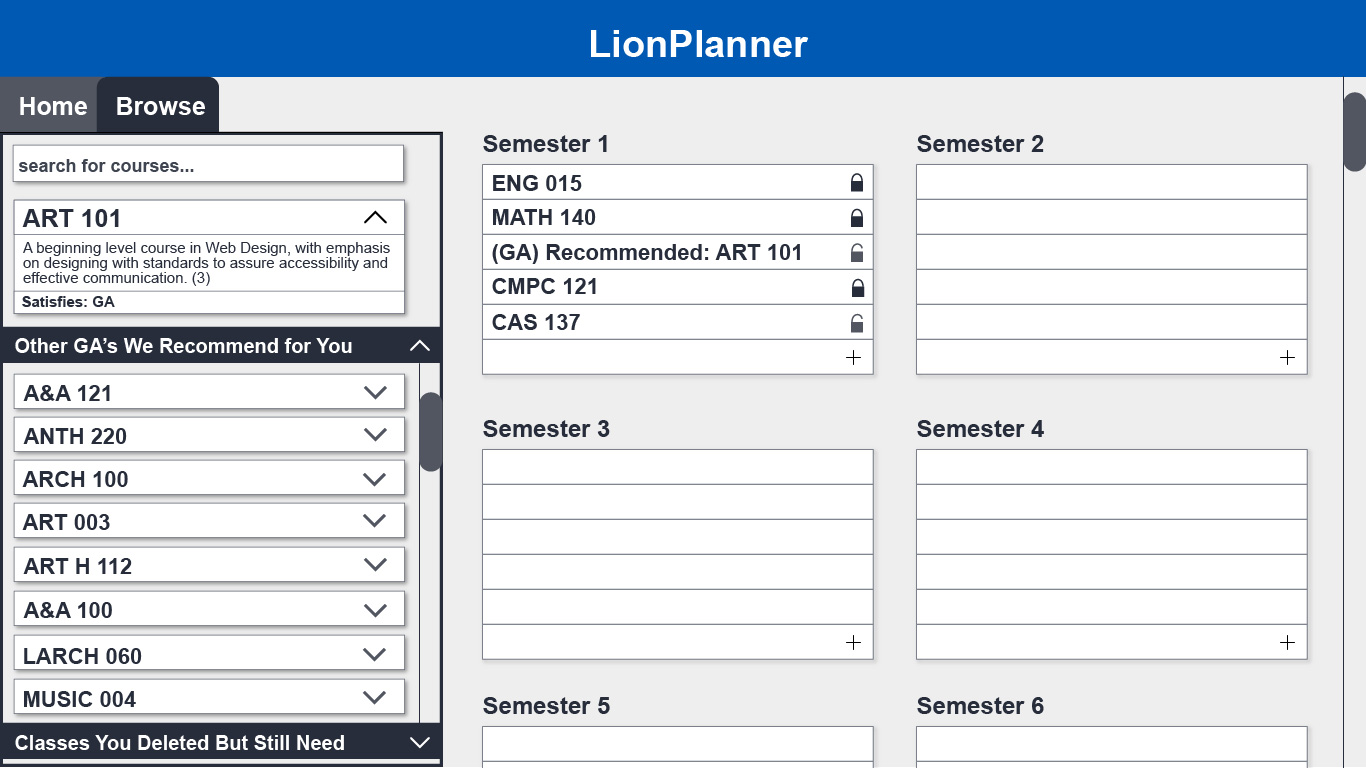 LionPlanner
Home
Browse
search for courses...
ART 101
A beginning level course in Web Design, with emphasis
on designing with standards to assure accessibility and
effective communication. (3)
Satisfies: GA
Other GA’s We Recommend for You
A&A 121
ANTH 220
ARCH 100
ART 003
ART H 112
A&A 100
LARCH 060
MUSIC 004
Classes You Deleted But Still Need
Semester 1
ENG 015
MATH 140
(GA) Recommended: ART 101
CMPC 121
CAS 137
Semester 2
Semester 3
Semester 4
Semester 5
Semester 6